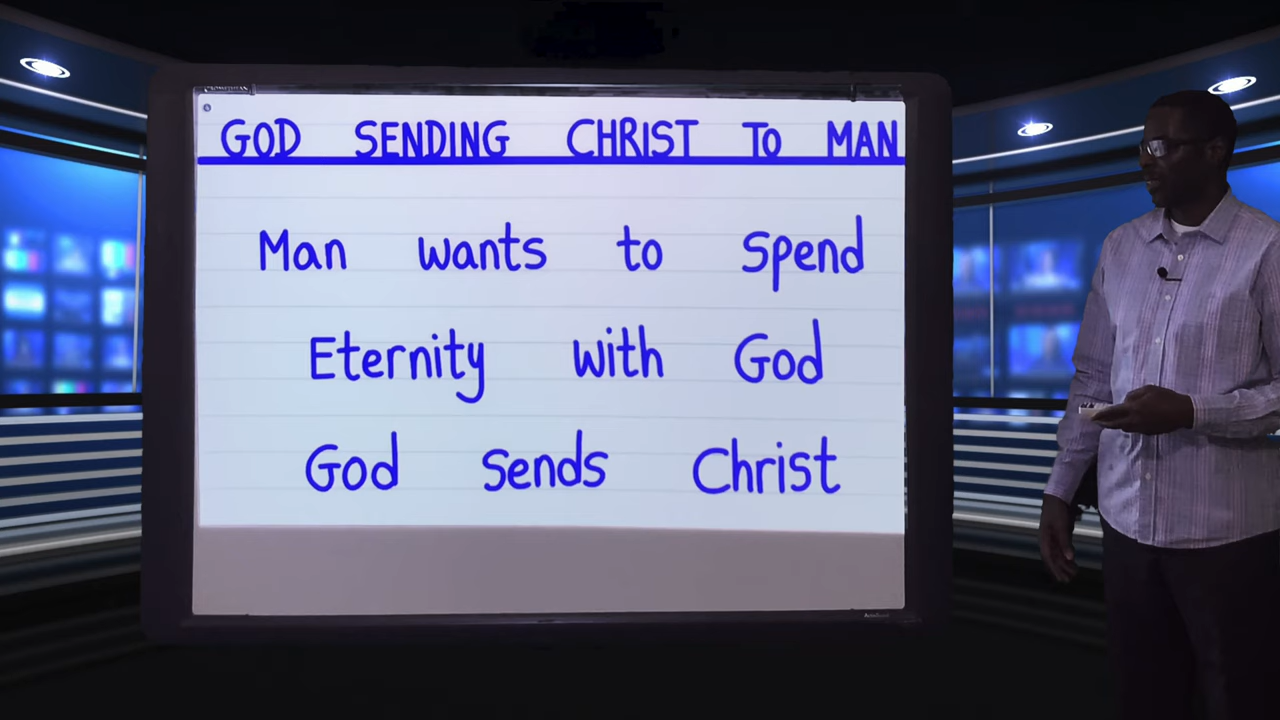 GOD SENDING CHRIST TO MAN
Man wants to spend
Eternity with God
God sends Christ